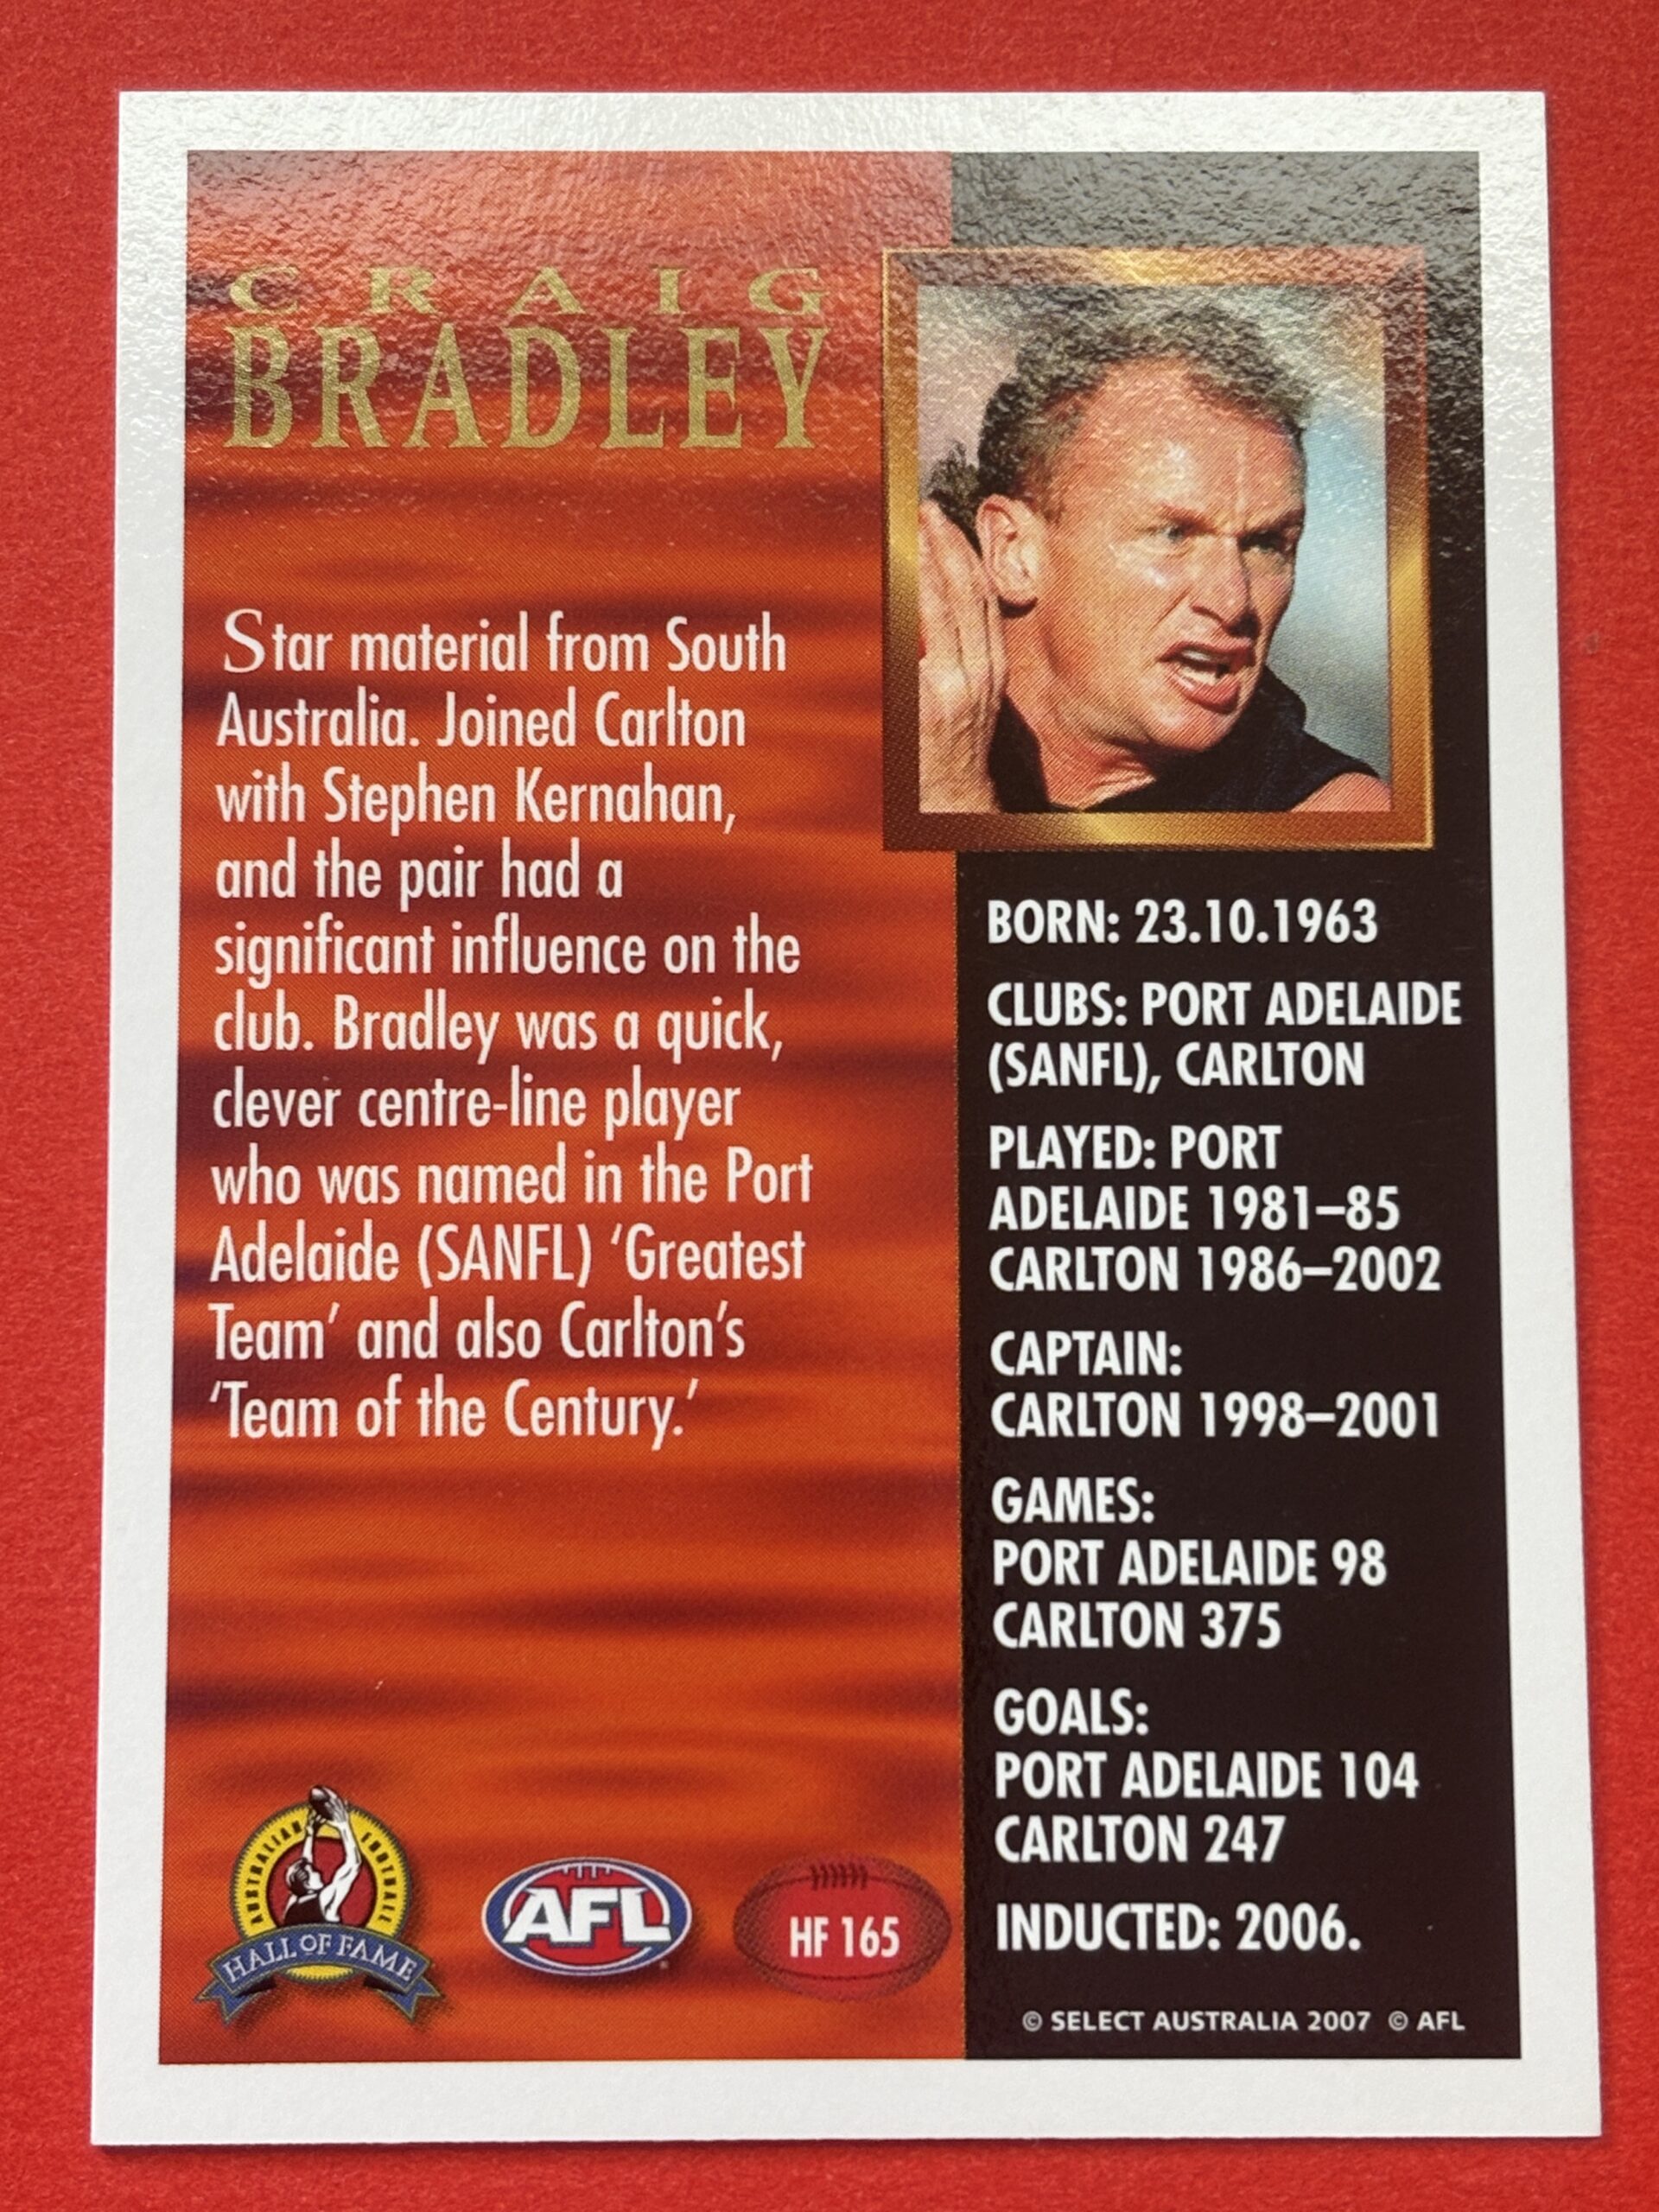 CRAIG
BRADLEY
Star material from South
Australia. Joined Carlton
with Stephen Kernahan,
and the pair had a
significant influence on the
club. Bradley was a quick,
clever centre-line player
who was named in the Port
Adelaide (SANFL) ‘Greatest
Team’ and also Carlton’s
‘Team of the Century.’
BORN: 23.10.1963
CLUBS: PORT ADELAIDE
(SANFL), CARLTON
PLAYED: PORT
ADELAIDE 1981–85
CARLTON 1986–2002
CAPTAIN:
CARLTON 1998–2001
GAMES:
PORT ADELAIDE 98
CARLTON 375
GOALS:
PORT ADELAIDE 104
CARLTON 247
INDUCTED: 2006.
AUSTRALIAN FOOTBALL
HALL OF FAME
AFL
HF 165
© SELECT AUSTRALIA 2007 © AFL